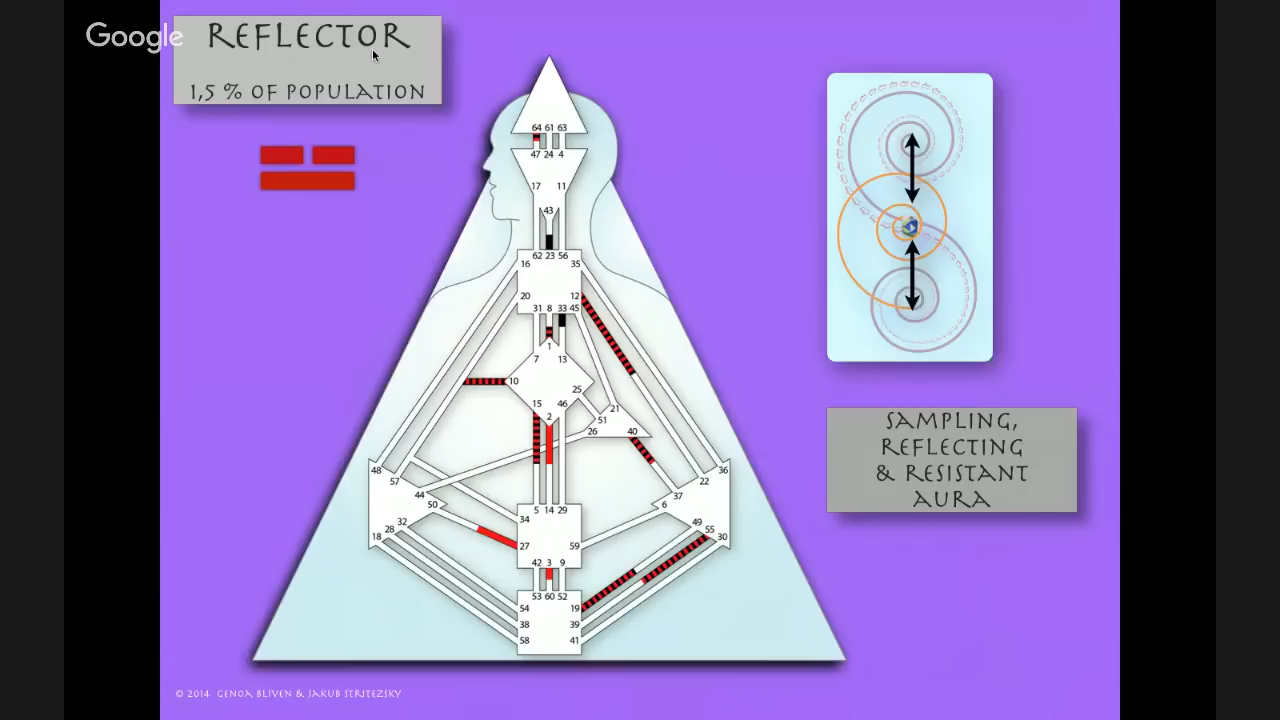 Google
REFLECTOR
1,5 % OF POPULATION
64 61 63
47 24 4
17 11
43
62 23 56
16 35
20 12
31 8 33 45
1
7 13
10
25
15 46
2
21
51
26 40
48 36
57 22
44 37
50 6
5 14 29
34
32 49
28 55
18 30
27 59
42 3 9
53 60 52
54 19
38 39
58 41
SAMPLING,
REFLECTING
& RESISTANT
AURA
© 2014 GENOA BLIVEN & JAKUB STRITEZSKY